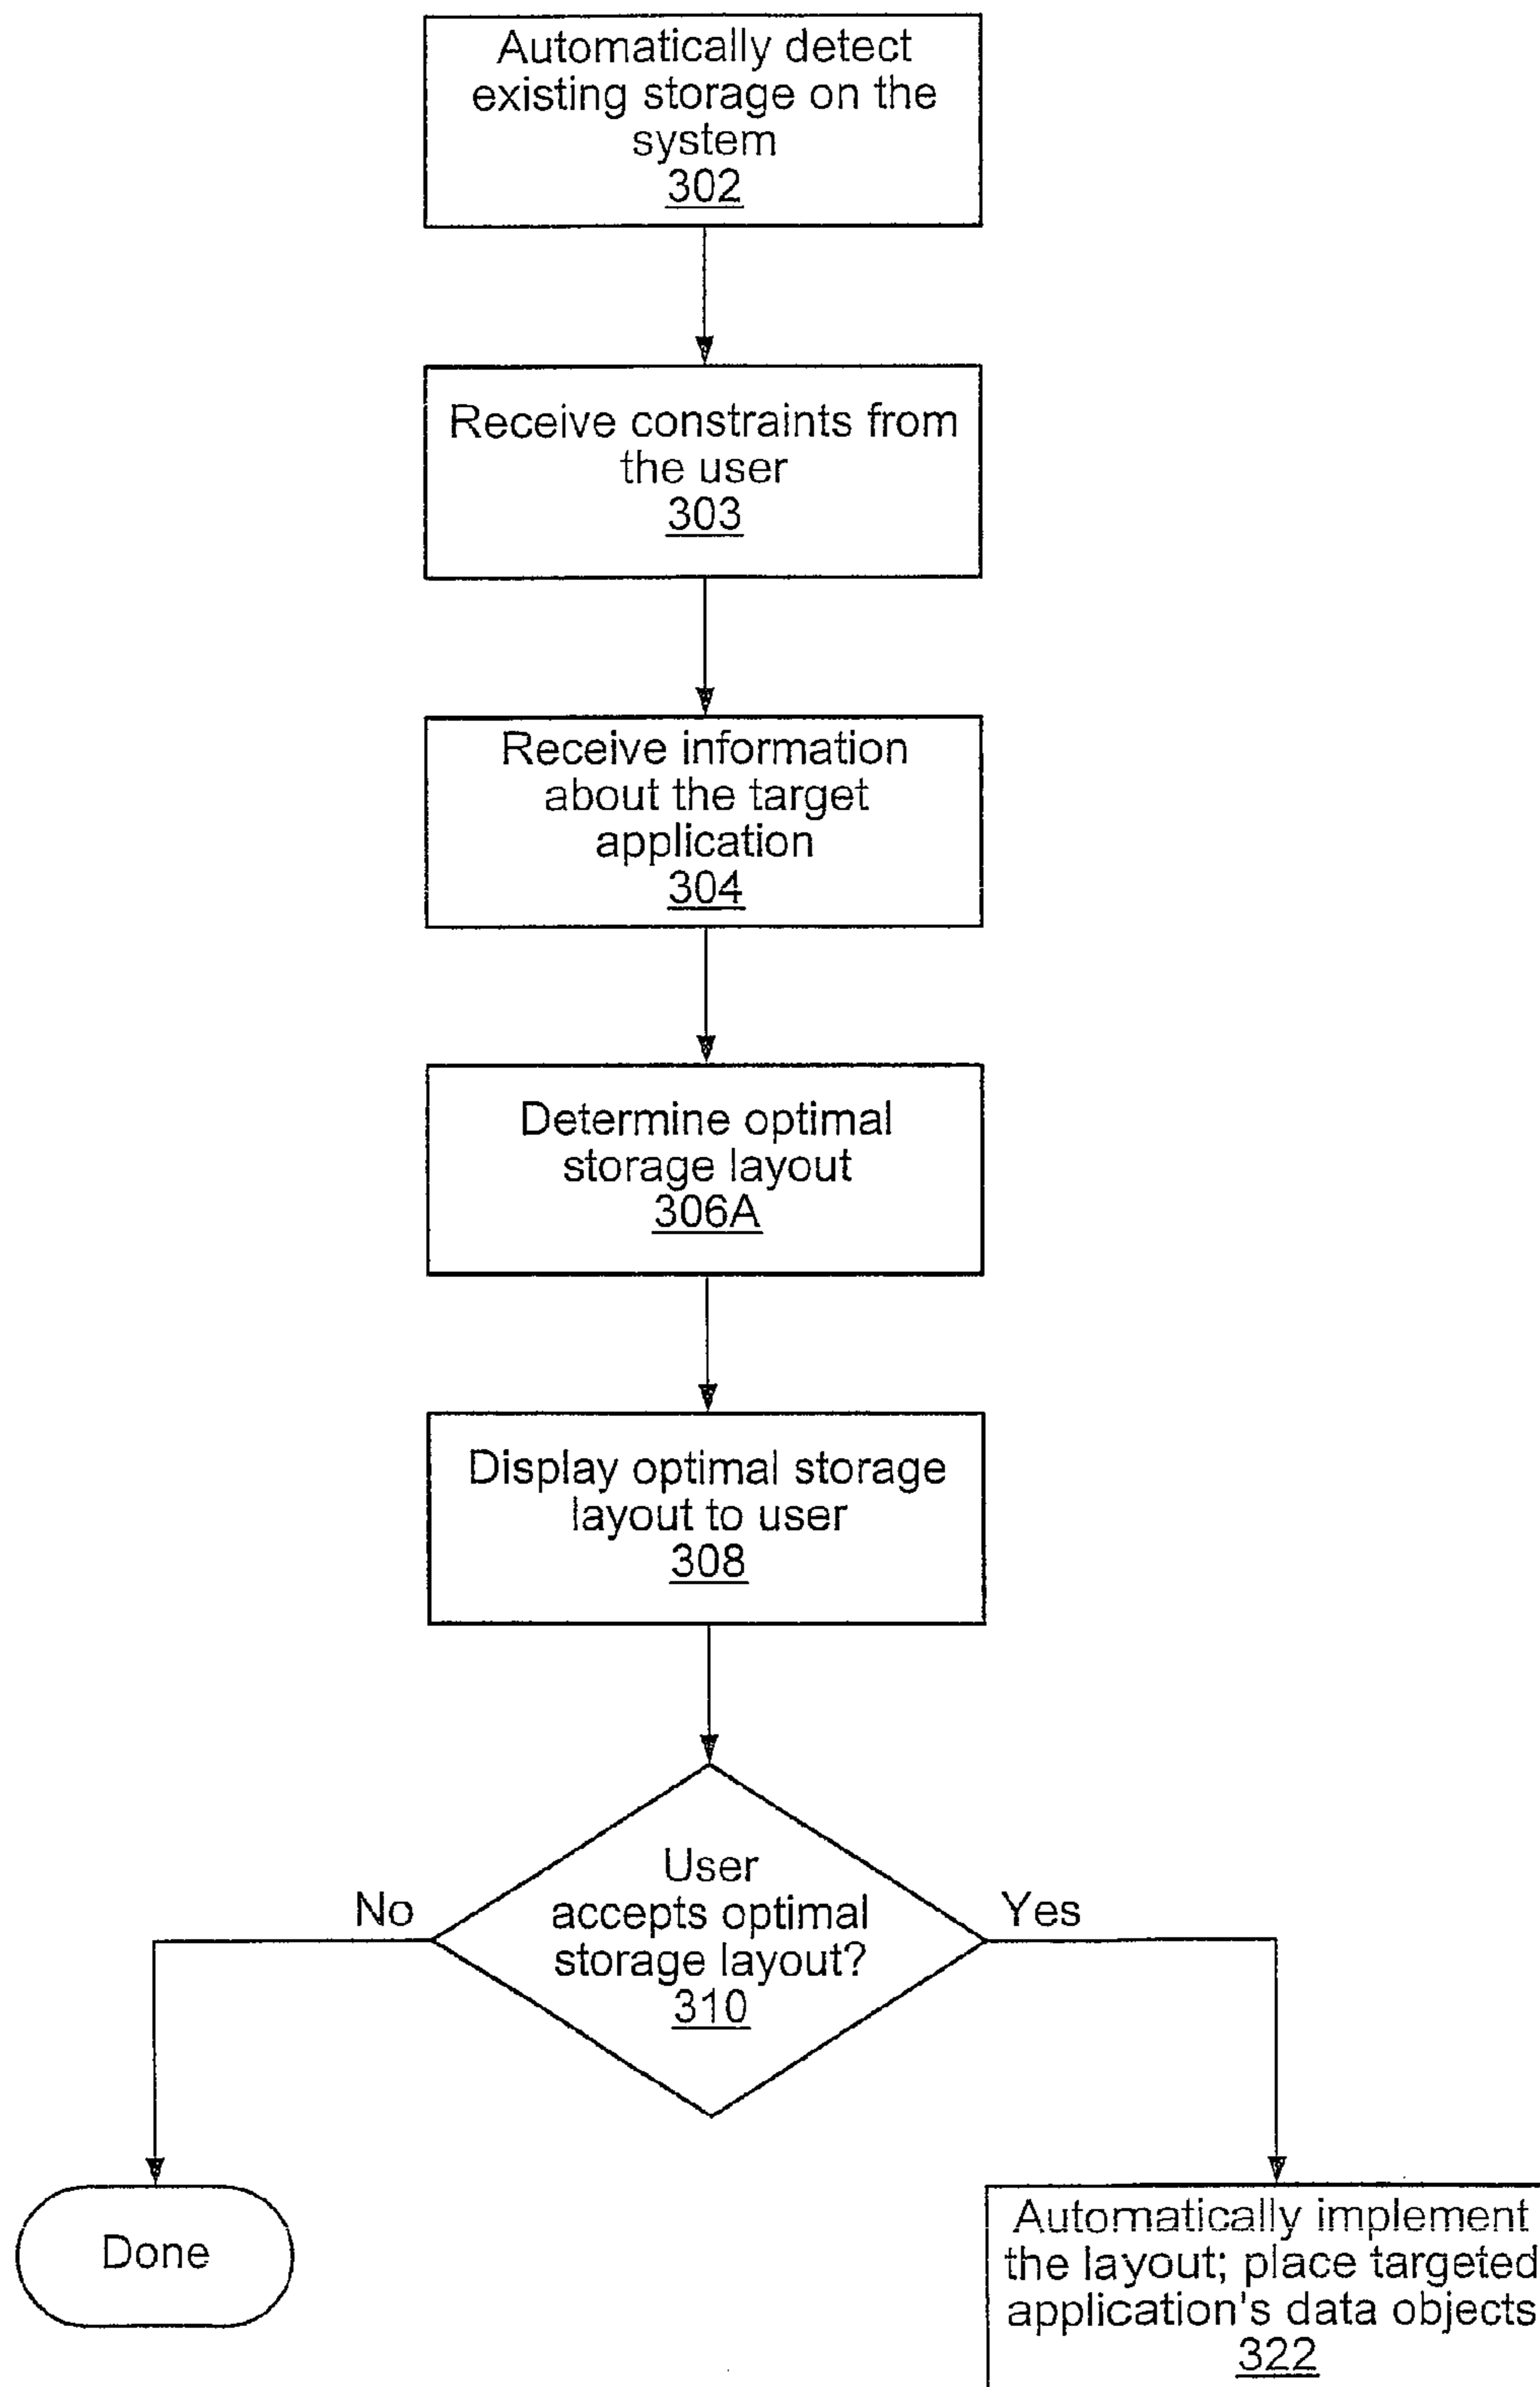 Automatically detect
existing storage on the
system
302
Receive constraints from
the user
303
Receive information
about the target
application
304
Determine optimal
storage layout
306A
Display optimal storage
layout to user
308
User
accepts optimal
storage layout?
310
No
Yes
Done
Automatically implement
the layout; place targeted
application's data objects
322